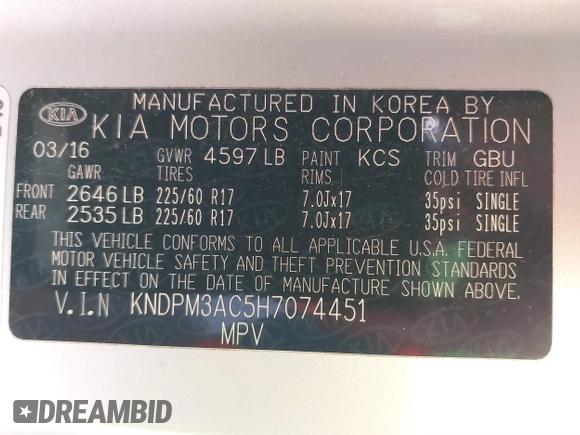 KIA
MANUFACTURED IN KOREA BY
KIA MOTORS CORPORATION
03/16 GVWR 4597 LB PAINT KCS TRIM GBU
GAWR TIRES RIMS COLD TIRE INFL
FRONT 2646 LB 225/60 R17 7.0Jx17 35psi SINGLE
REAR 2535 LB 225/60 R17 7.0Jx17 35psi SINGLE
THIS VEHICLE CONFORMS TO ALL APPLICABLE U.S.A. FEDERAL
MOTOR VEHICLE SAFETY AND THEFT PREVENTION STANDARDS
IN EFFECT ON THE DATE OF MANUFACTURE SHOWN ABOVE.
V.I.N KNDPM3AC5H7074451
MPV
DREAMBID